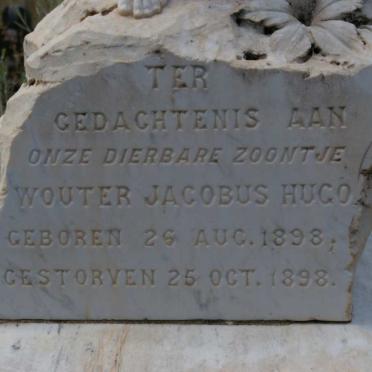 TER
GEDACHTENIS AAN
ONZE DIERBARE ZOONTJE
WOUTER JACOBUS HUGO
GEBOREN 26 AUG. 1898;
GESTORVEN 25 OCT. 1898.